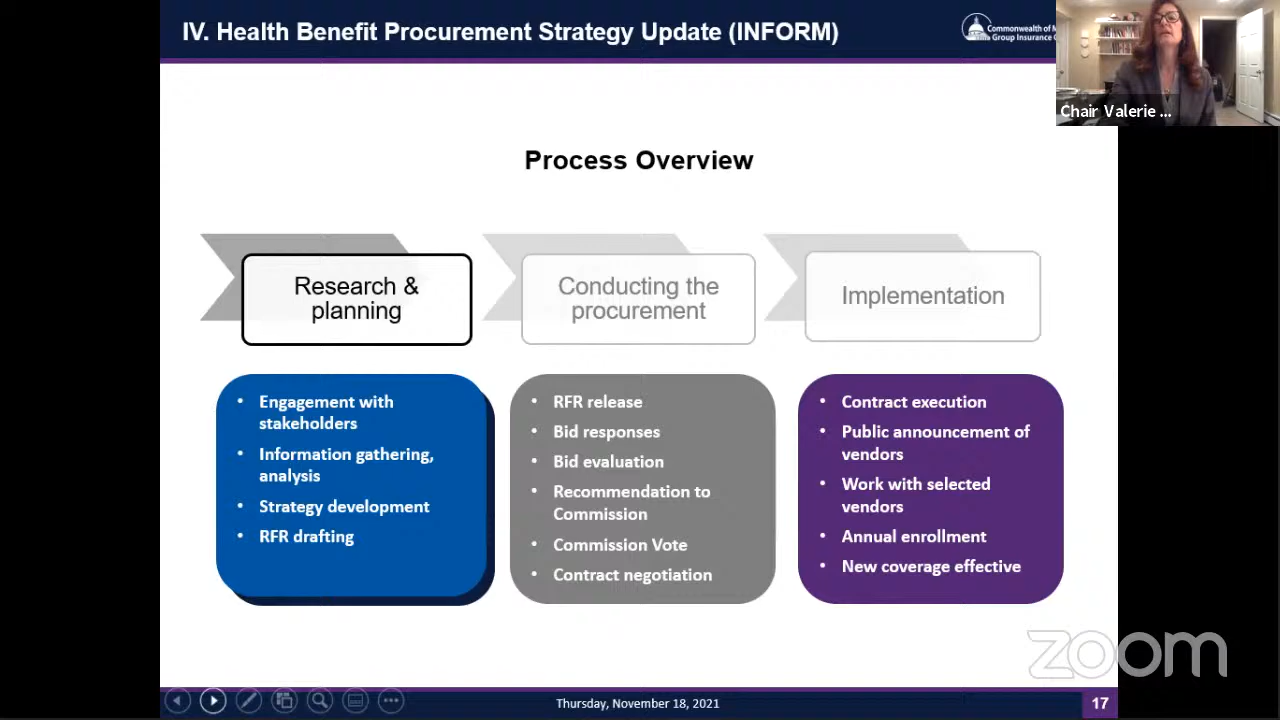 IV. Health Benefit Procurement Strategy Update (INFORM)
Commonwealth of
Group Insurance
Chair Valerie ...
Process Overview
Research &
planning
Conducting the
procurement
Implementation
• Engagement with
stakeholders
• Information gathering,
analysis
• Strategy development
• RFR drafting
• RFR release
• Bid responses
• Bid evaluation
• Recommendation to
Commission
• Commission Vote
• Contract negotiation
• Contract execution
• Public announcement of
vendors
• Work with selected
vendors
• Annual enrollment
• New coverage effective
zoom
Thursday, November 18, 2021
17